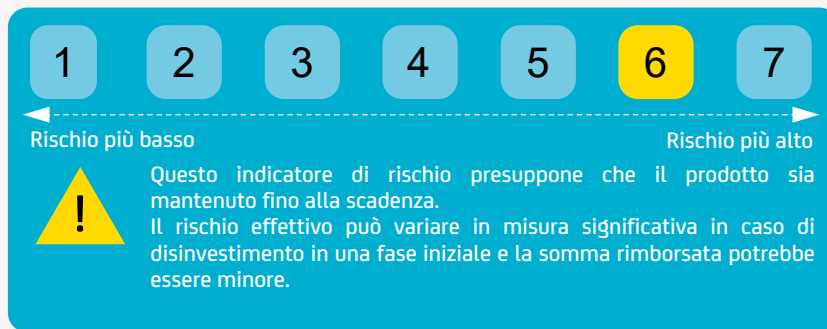 1 2 3 4 5 6 7
Rischio più basso Rischio più alto
!
Questo indicatore di rischio presuppone che il prodotto sia
mantenuto fino alla scadenza.
Il rischio effettivo può variare in misura significativa in caso di
disinvestimento in una fase iniziale e la somma rimborsata potrebbe
essere minore.